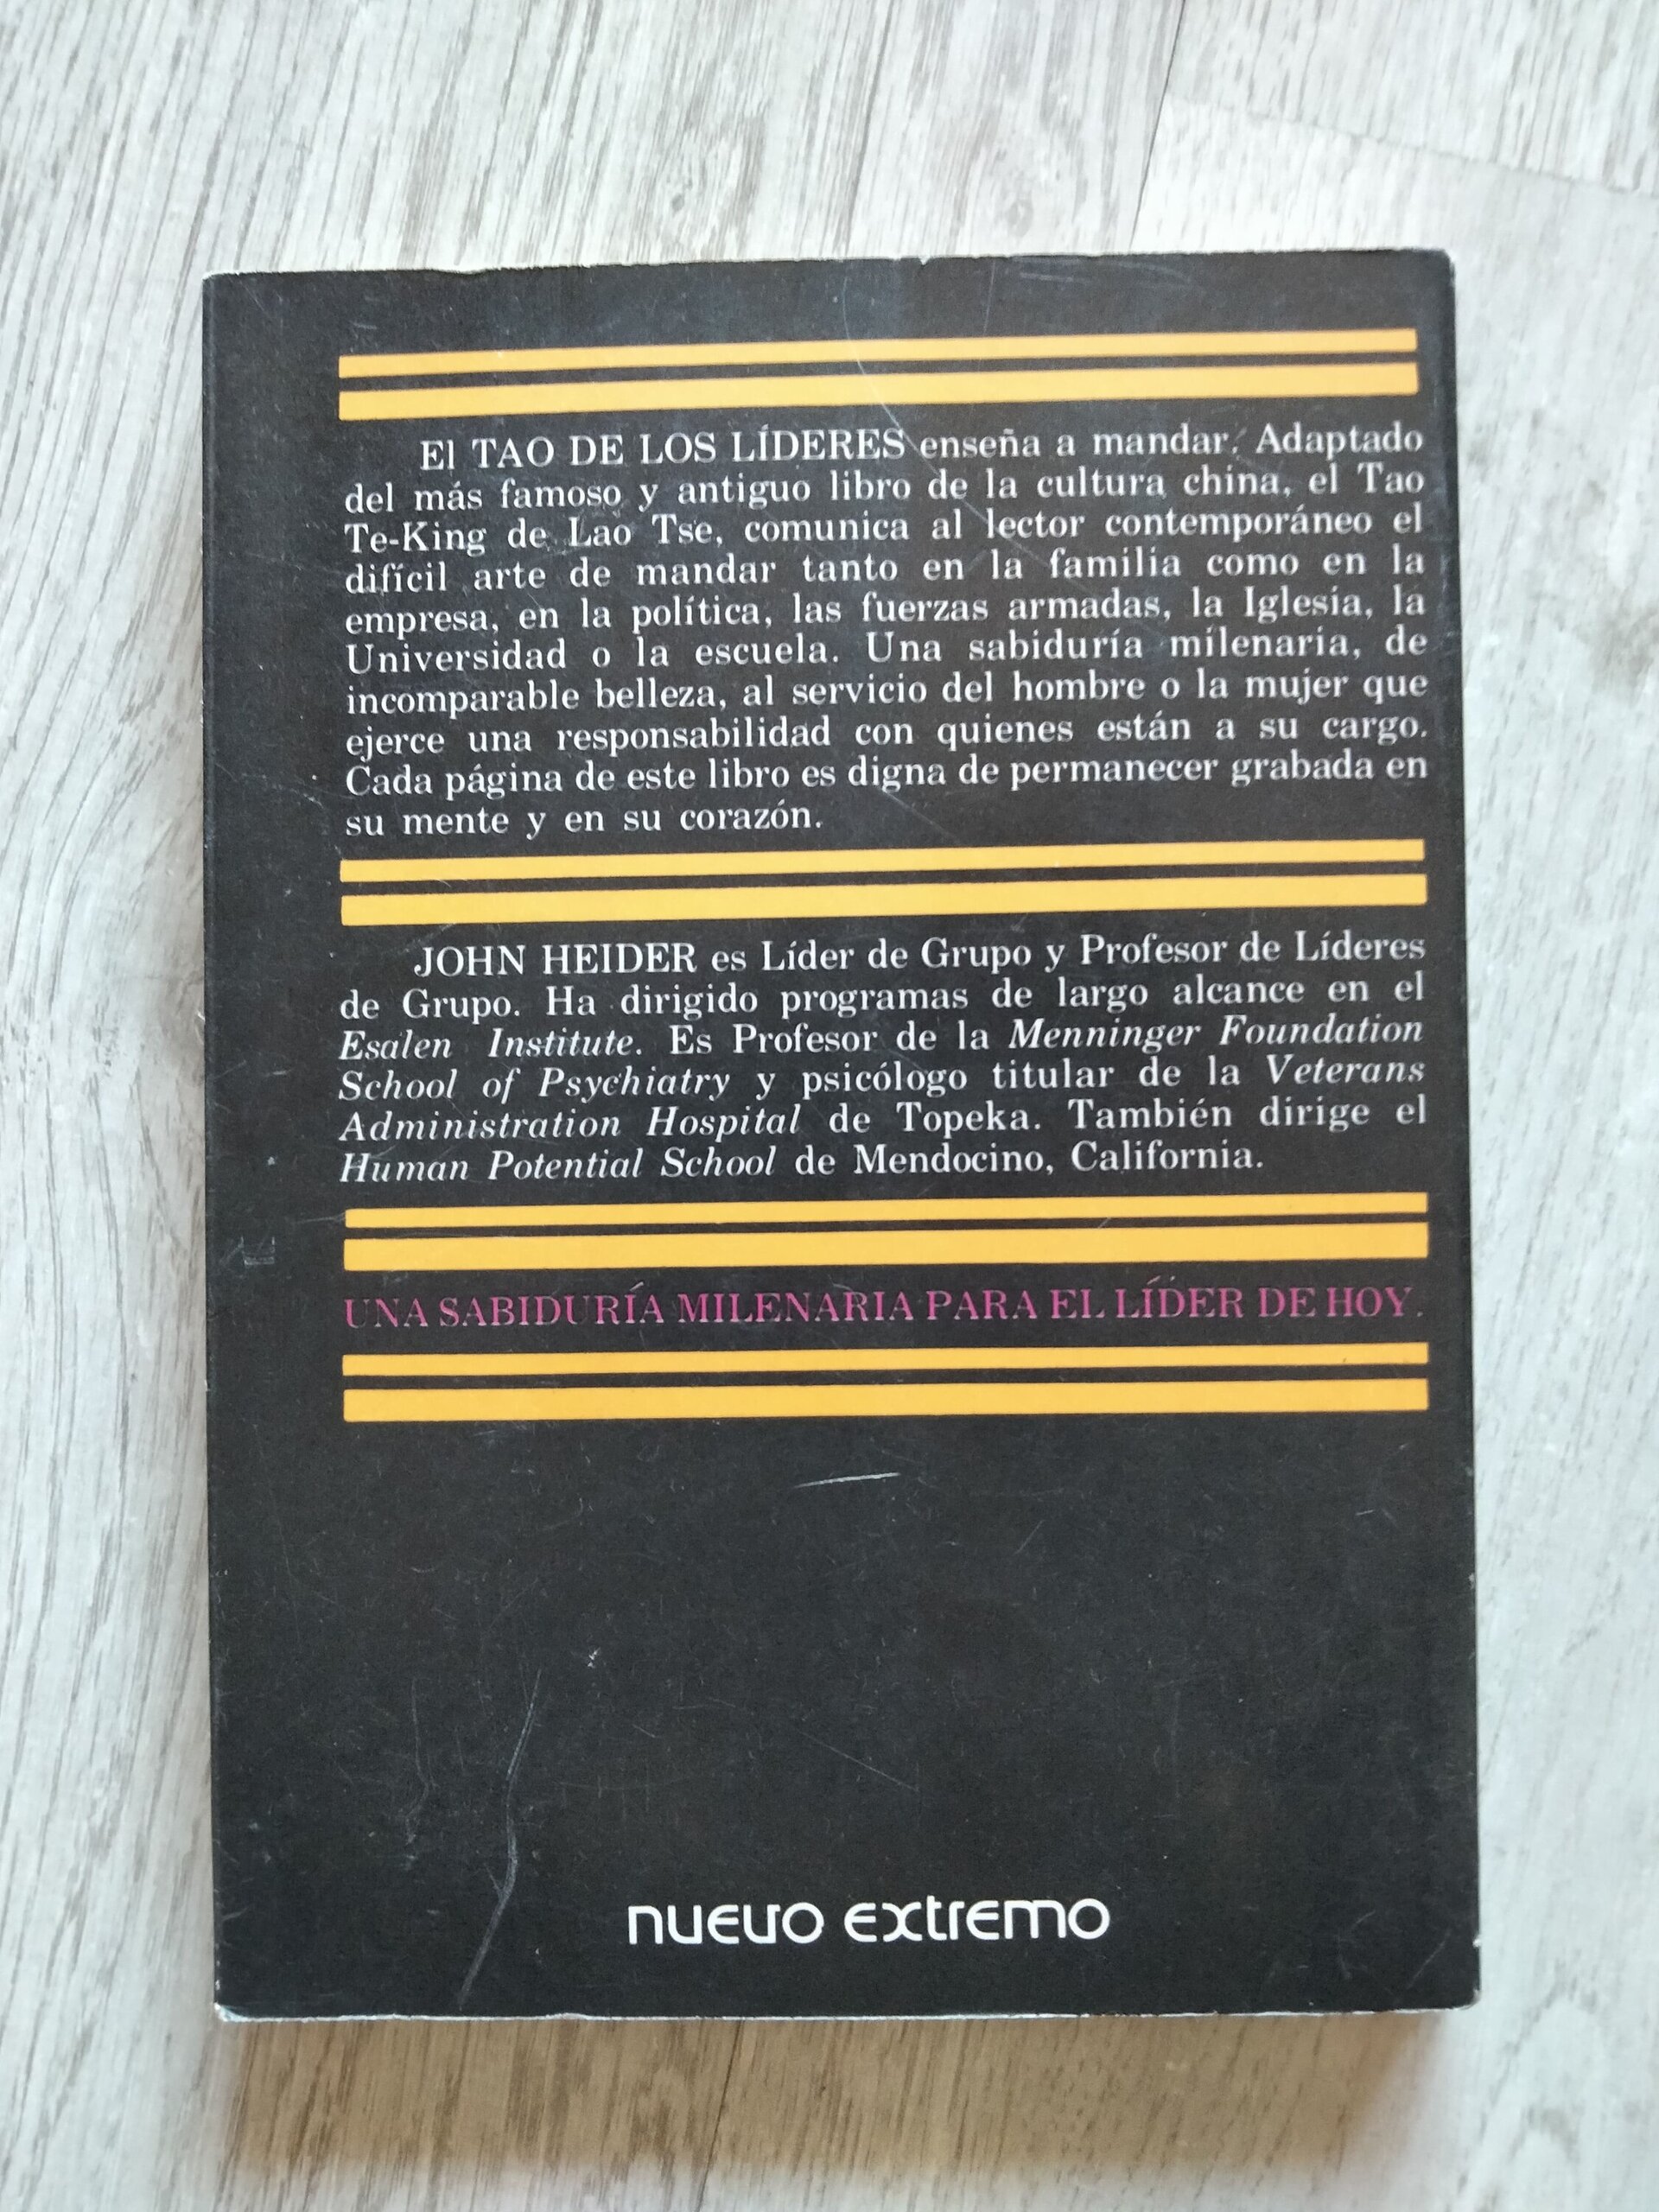 El TAO DE LOS LÍDERES enseña a mandar. Adaptado
del más famoso y antiguo libro de la cultura china, el Tao
Te-King de Lao Tse, comunica al lector contemporáneo el
difícil arte de mandar tanto en la familia como en la
empresa, en la política, las fuerzas armadas, la Iglesia, la
Universidad o la escuela. Una sabiduría milenaria, de
incomparable belleza, al servicio del hombre o la mujer que
ejerce una responsabilidad con quienes están a su cargo.
Cada página de este libro es digna de permanecer grabada en
su mente y en su corazón.
JOHN HEIDER es Líder de Grupo y Profesor de Líderes
de Grupo. Ha dirigido programas de largo alcance en el
Esalen Institute. Es Profesor de la Menninger Foundation
School of Psychiatry y psicólogo titular de la Veterans
Administration Hospital de Topeka. También dirige el
Human Potential School de Mendocino, California.
UNA SABIDURÍA MILENARIA PARA EL LÍDER DE HOY.
nuevo extremo